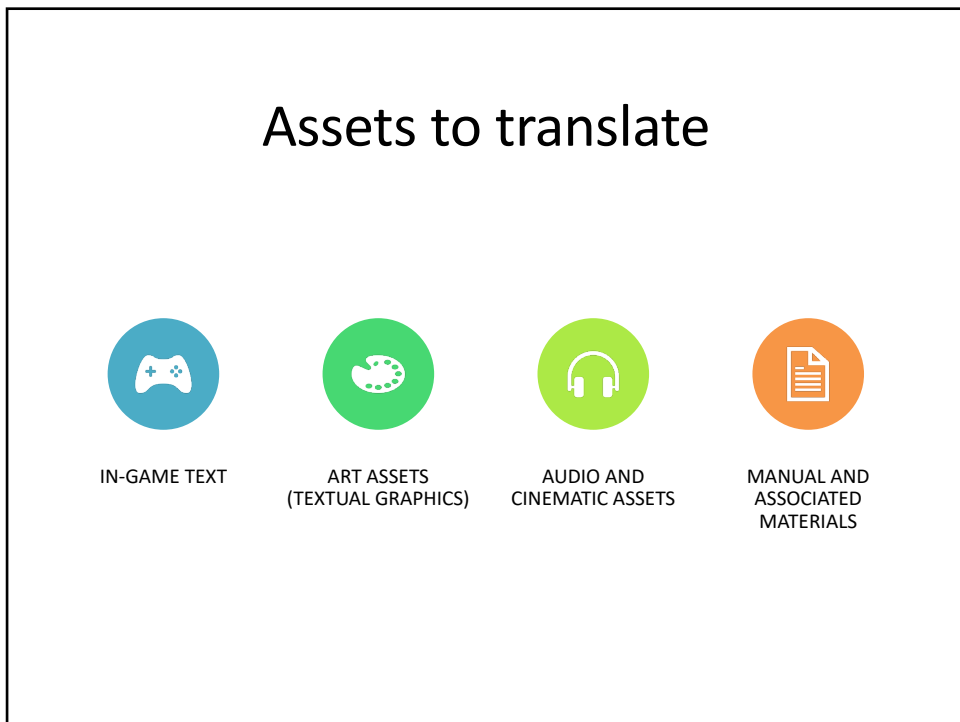 Assets to translate
IN-GAME TEXT
ART ASSETS
(TEXTUAL GRAPHICS)
AUDIO AND
CINEMATIC ASSETS
MANUAL AND
ASSOCIATED
MATERIALS